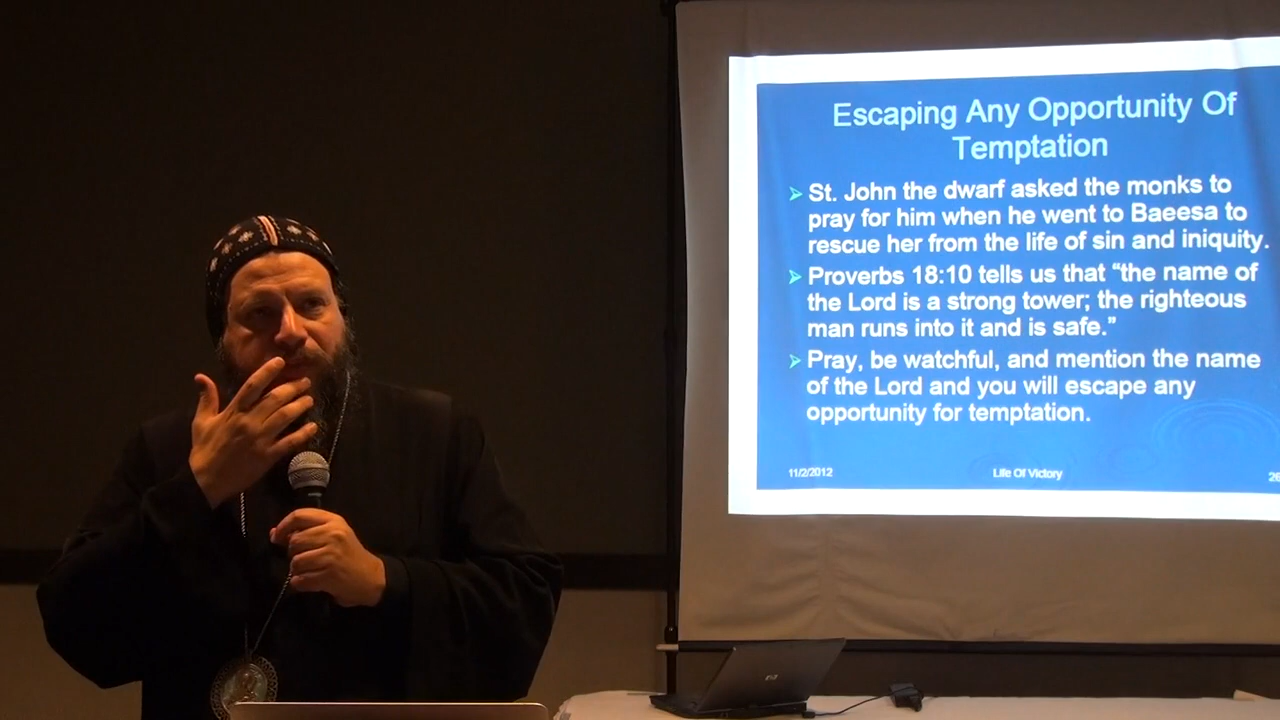 Escaping Any Opportunity Of
Temptation
St. John the dwarf asked the monks to
pray for him when he went to Baeesa to
rescue her from the life of sin and iniquity.
Proverbs 18:10 tells us that “the name of
the Lord is a strong tower; the righteous
man runs into it and is safe.”
Pray, be watchful, and mention the name
of the Lord and you will escape any
opportunity for temptation.
11/2/2012 Life Of Victory 26
hp